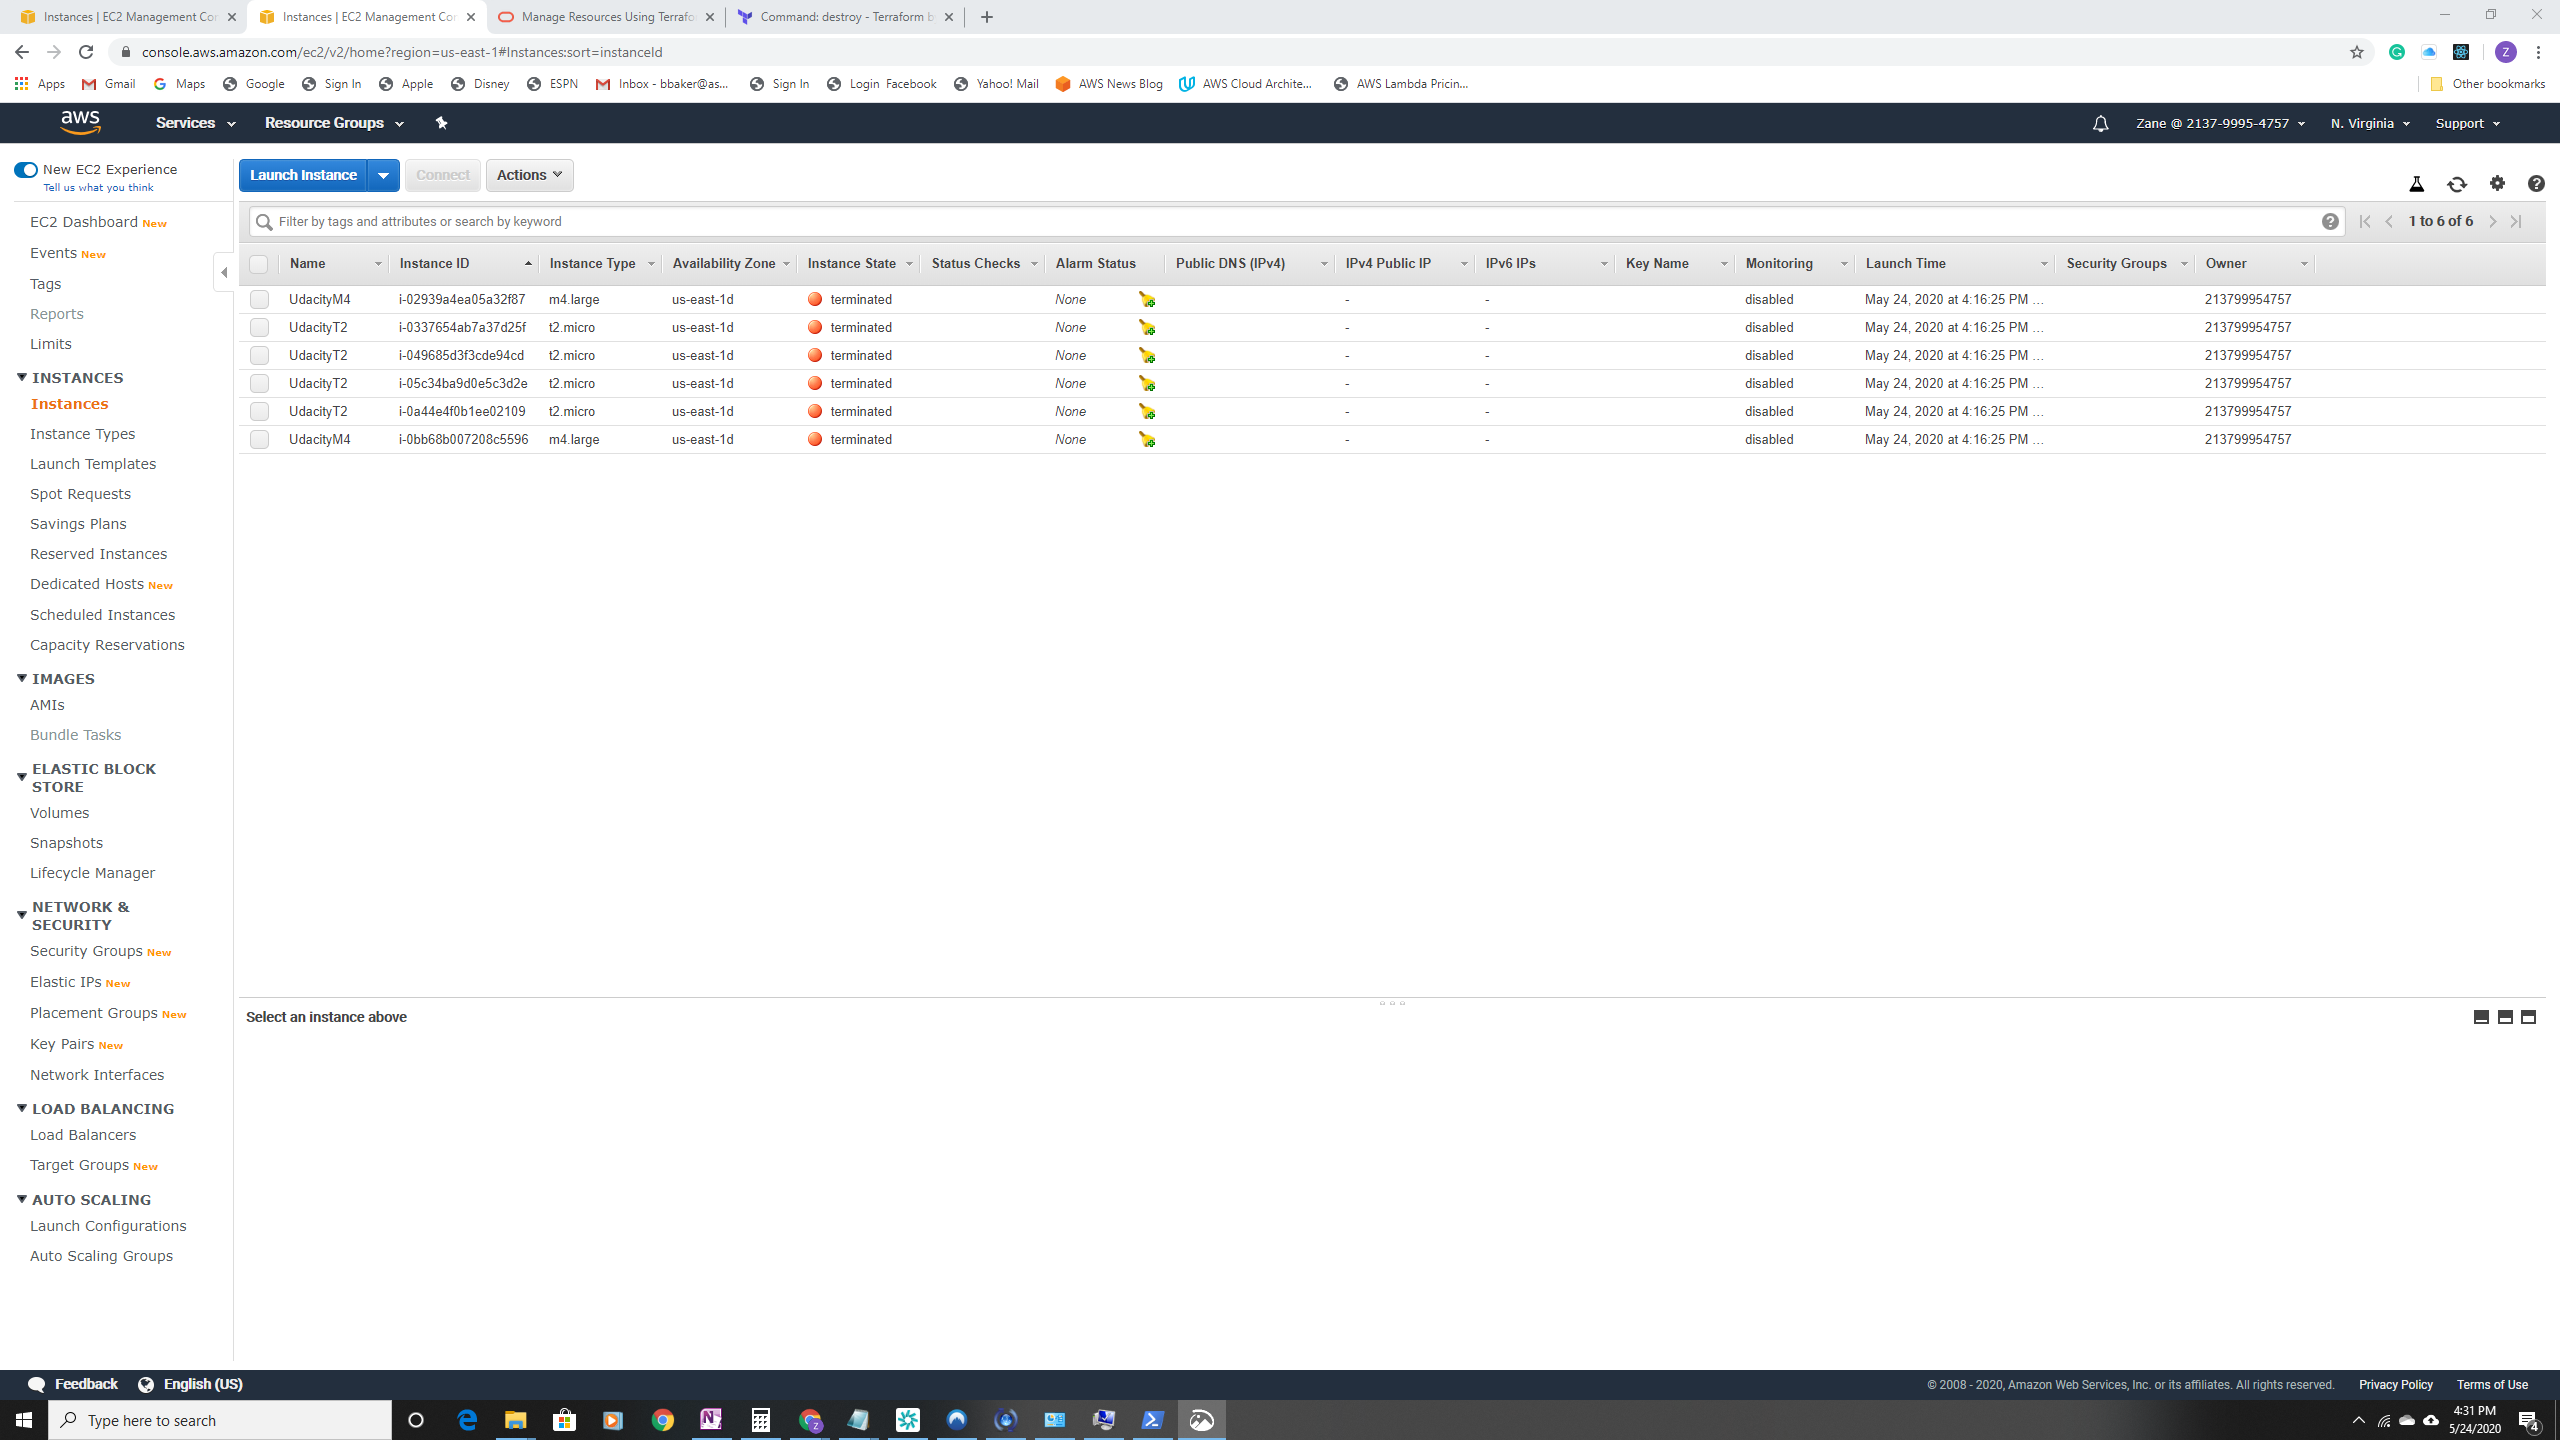 Instances | EC2 Management Con
Instances | EC2 Management Con
Manage Resources Using Terrafo
Command: destroy - Terraform b
console.aws.amazon.com/ec2/v2/home?region=us-east-1#Instances:sort=instanceId
Z
Apps Gmail Maps Google Sign In Apple Disney ESPN Inbox - bbaker@as... Sign In Login Facebook Yahoo! Mail AWS News Blog AWS Cloud Archite... AWS Lambda Pricin... Other bookmarks
aws Services Resource Groups Zane @ 2137-9995-4757 N. Virginia Support
New EC2 Experience
Tell us what you think
EC2 Dashboard New
Events New
Tags
Reports
Limits
INSTANCES
Instances
Instance Types
Launch Templates
Spot Requests
Savings Plans
Reserved Instances
Dedicated Hosts New
Scheduled Instances
Capacity Reservations
IMAGES
AMIs
Bundle Tasks
ELASTIC BLOCK
STORE
Volumes
Snapshots
Lifecycle Manager
NETWORK &
SECURITY
Security Groups New
Elastic IPs New
Placement Groups New
Key Pairs New
Network Interfaces
LOAD BALANCING
Load Balancers
Target Groups New
AUTO SCALING
Launch Configurations
Auto Scaling Groups
Launch Instance Connect Actions
Filter by tags and attributes or search by keyword
1 to 6 of 6
Name Instance ID Instance Type Availability Zone Instance State Status Checks Alarm Status Public DNS (IPv4) IPv4 Public IP IPv6 IPs Key Name Monitoring Launch Time Security Groups Owner
UdacityM4 i-02939a4ea05a32f87 m4.large us-east-1d terminated None - - disabled May 24, 2020 at 4:16:25 PM ... 213799954757
UdacityT2 i-0337654ab7a37d25f t2.micro us-east-1d terminated None - - disabled May 24, 2020 at 4:16:25 PM ... 213799954757
UdacityT2 i-049685d3f3cde94cd t2.micro us-east-1d terminated None - - disabled May 24, 2020 at 4:16:25 PM ... 213799954757
UdacityT2 i-05c34ba9d0e5c3d2e t2.micro us-east-1d terminated None - - disabled May 24, 2020 at 4:16:25 PM ... 213799954757
UdacityT2 i-0a44e4f0b1ee02109 t2.micro us-east-1d terminated None - - disabled May 24, 2020 at 4:16:25 PM ... 213799954757
UdacityM4 i-0bb68b007208c5596 m4.large us-east-1d terminated None - - disabled May 24, 2020 at 4:16:25 PM ... 213799954757
Select an instance above
Feedback English (US) © 2008 - 2020, Amazon Web Services, Inc. or its affiliates. All rights reserved. Privacy Policy Terms of Use
Type here to search
4:31 PM
5/24/2020
4